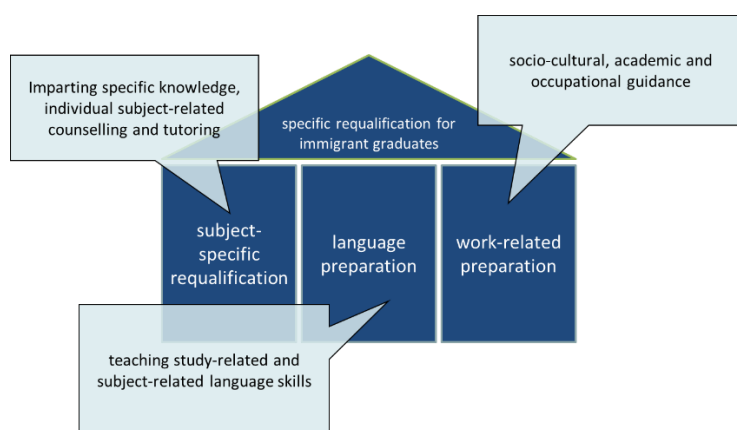 Imparting specific knowledge,
individual subject-related
counselling and tutoring
socio-cultural, academic and
occupational guidance
specific requalification for
immigrant graduates
subject-
specific
requalification
language
preparation
work-related
preparation
teaching study-related and
subject-related language skills